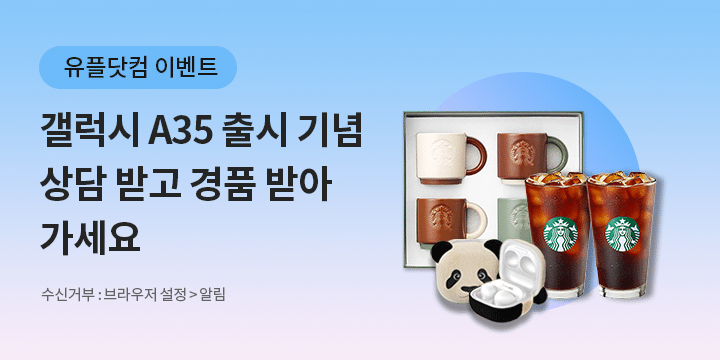 유플닷컴 이벤트
갤럭시 A35 출시 기념
상담 받고 경품 받아
가세요
수신거부 : 브라우저 설정 > 알림